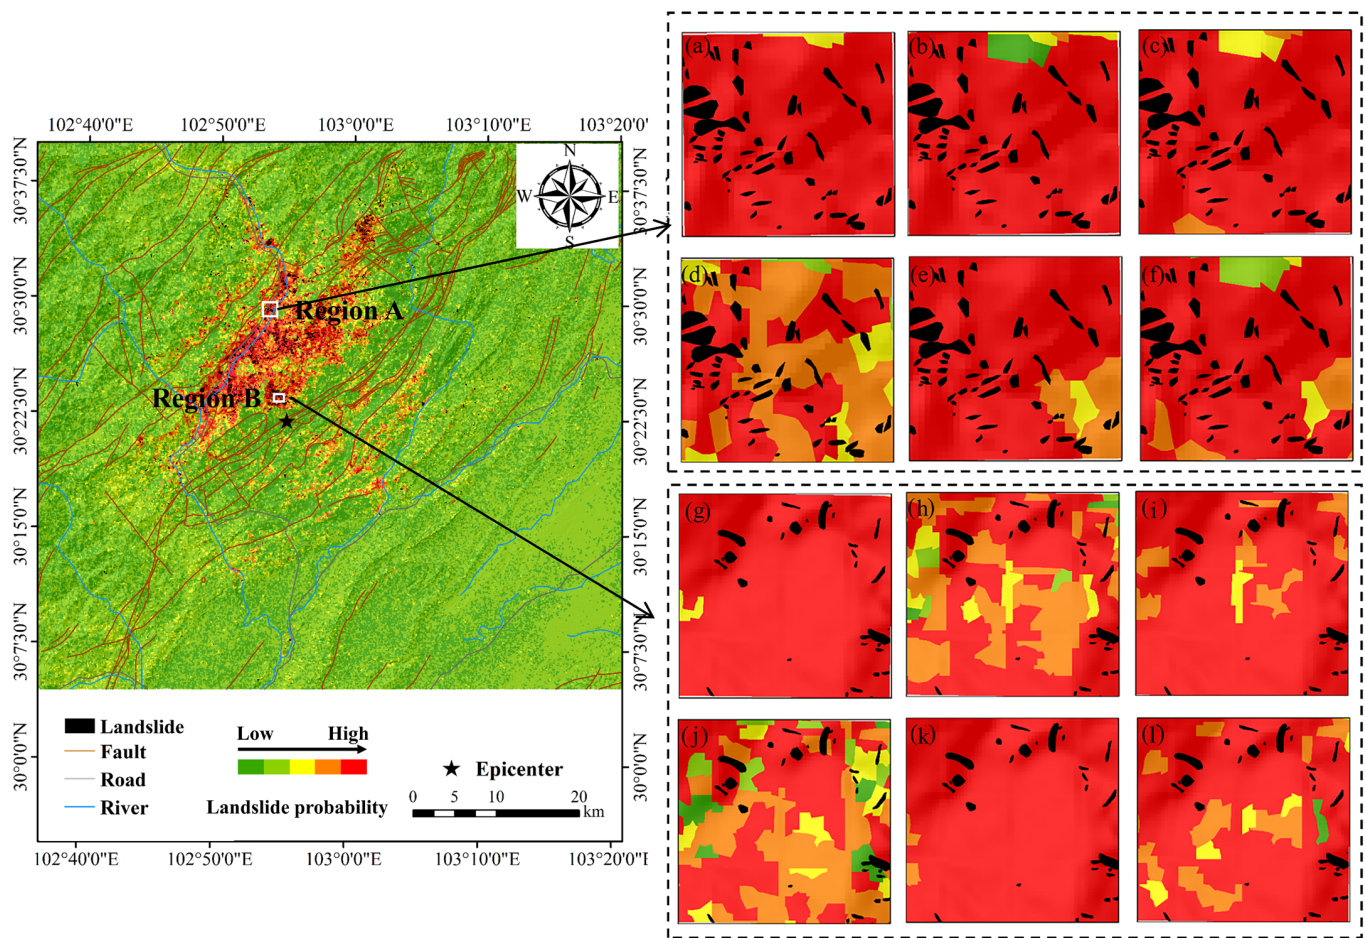 102°40'0"E 102°50'0"E 103°0'0"E 103°10'0"E 103°20'0"
30°37'30"N
30°30'0"N
30°22'30"N
30°15'0"N
30°7'30"N
30°0'0"N
30°37'30"N
30°30'0"N
30°22'30"N
30°15'0"N
30°7'30"N
30°0'0"N
N
W E
S
Region A
Region B
Landslide
Fault
Road
River
Low High
Landslide probability
Epicenter
0 5 10 20
km
102°40'0"E 102°50'0"E 103°0'0"E 103°10'0"E 103°20'0"E
(a) (b) (c)
(d) (e) (f)
(g) (h) (i)
(j) (k) (l)